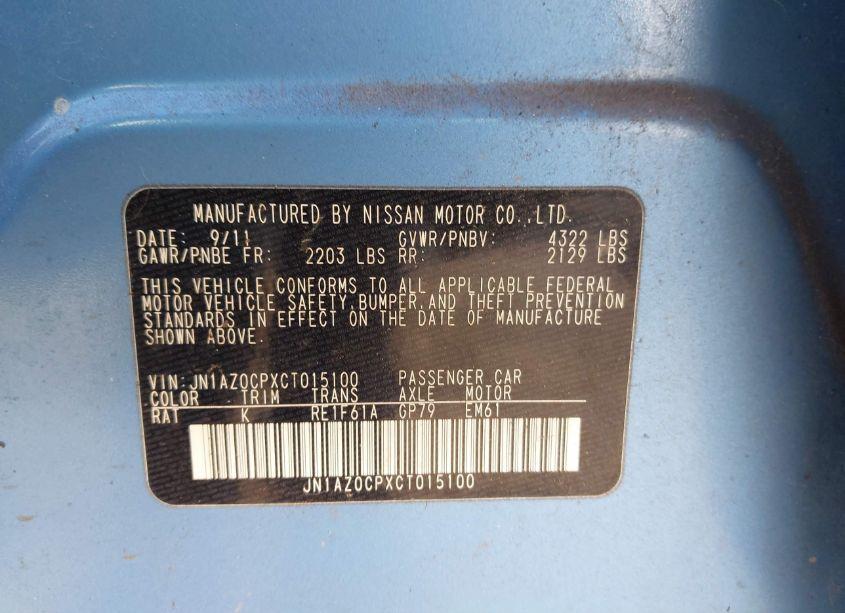 MANUFACTURED BY NISSAN MOTOR CO.,LTD.
DATE: 9/11 GVWR/PNBV: 4322 LBS
GAWR/PNBE FR: 2203 LBS RR: 2129 LBS
THIS VEHICLE CONFORMS TO ALL APPLICABLE FEDERAL
MOTOR VEHICLE SAFETY,BUMPER,AND THEFT PREVENTION
STANDARDS IN EFFECT ON THE DATE OF MANUFACTURE
SHOWN ABOVE.
VIN:JN1AZ0CPXCT015100 PASSENGER CAR
COLOR TRIM TRANS AXLE MOTOR
RAT K RE1F61A GP79 EM61
JN1AZ0CPXCT015100